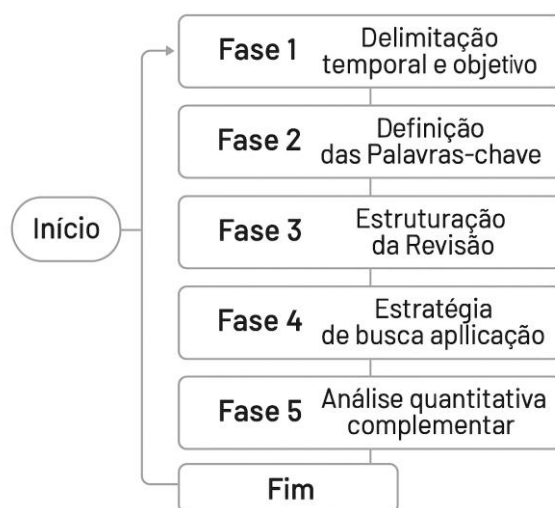 Fase 1 Delimitação
temporal e objetivo
Fase 2 Definição
das Palavras-chave
Início
Fase 3 Estruturação
da Revisão
Fase 4 Estratégia
de busca apllicação
Fase 5 Análise quantitativa
complementar
Fim